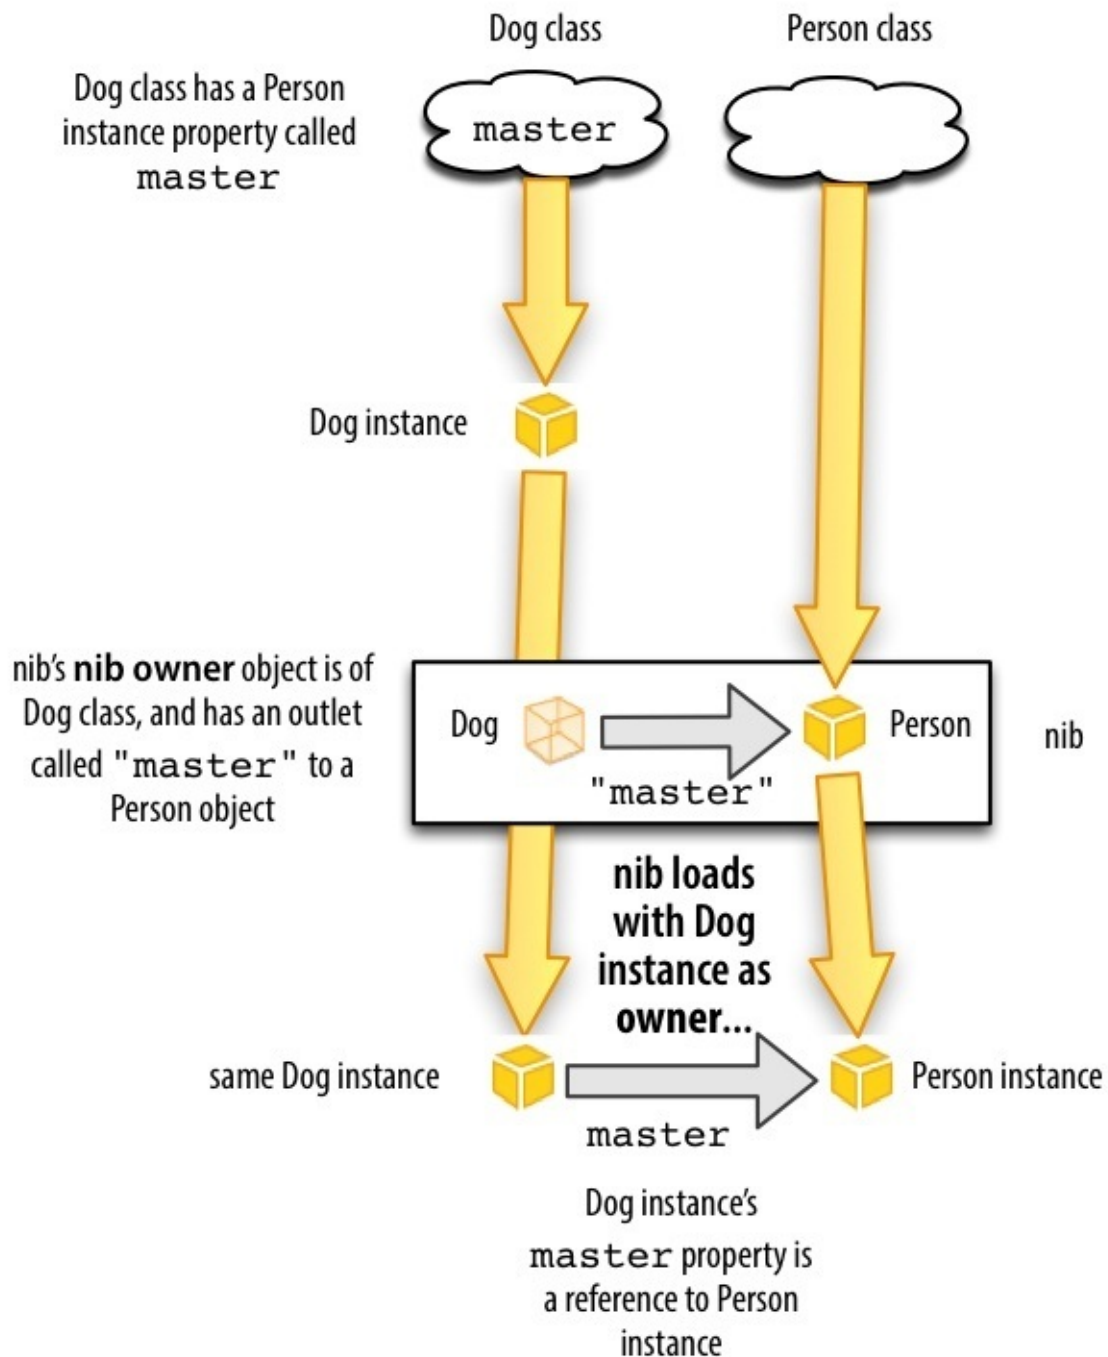 Dog class
Person class
Dog class has a Person
instance property called
master
master
Dog instance
nib's nib owner object is of
Dog class, and has an outlet
called "master" to a
Person object
Dog
"master"
Person
nib
nib loads
with Dog
instance as
owner...
same Dog instance
master
Person instance
Dog instance's
master property is
a reference to Person
instance